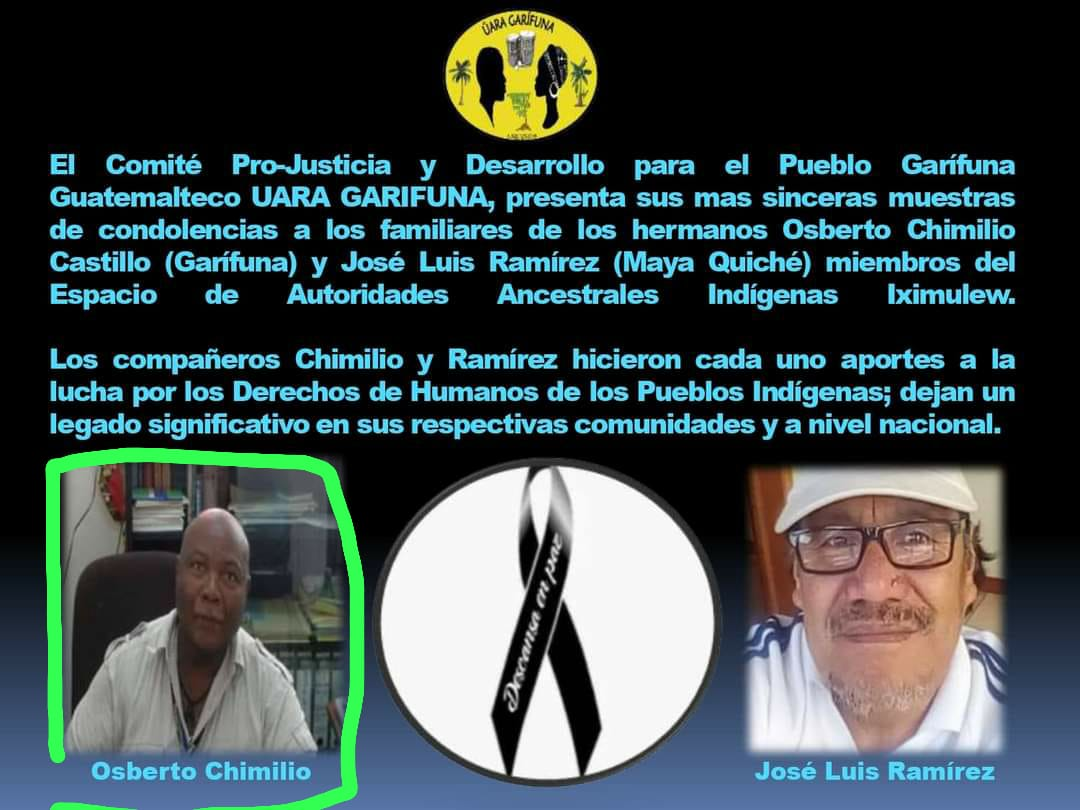 ÛARA GARÍFUNA
El Comité Pro-Justicia y Desarrollo para el Pueblo Garífuna
Guatemalteco UARA GARIFUNA, presenta sus mas sinceras muestras
de condolencias a los familiares de los hermanos Osberto Chimilio
Castillo (Garífuna) y José Luis Ramírez (Maya Quiché) miembros del
Espacio de Autoridades Ancestrales Indígenas Iximulew.
Los compañeros Chimilio y Ramírez hicieron cada uno aportes a la
lucha por los Derechos de Humanos de los Pueblos Indígenas; dejan un
legado significativo en sus respectivas comunidades y a nivel nacional.
Descansa en paz
Osberto Chimilio
José Luis Ramírez